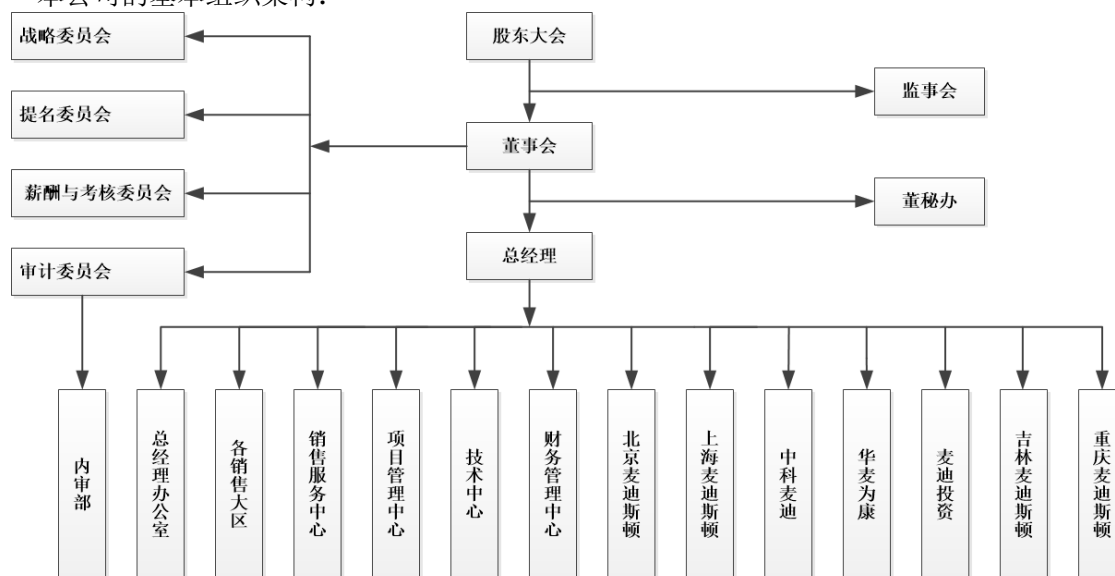 本公司的基本组织架构：
战略委员会
股东大会
监事会
提名委员会
董事会
薪酬与考核委员会
董秘办
总经理
审计委员会
内审部
总经理办公室
各销售大区
销售服务中心
项目管理中心
技术中心
财务管理中心
北京麦迪斯顿
上海麦迪斯顿
中科麦迪
华麦为康
麦迪投资
吉林麦迪斯顿
重庆麦迪斯顿